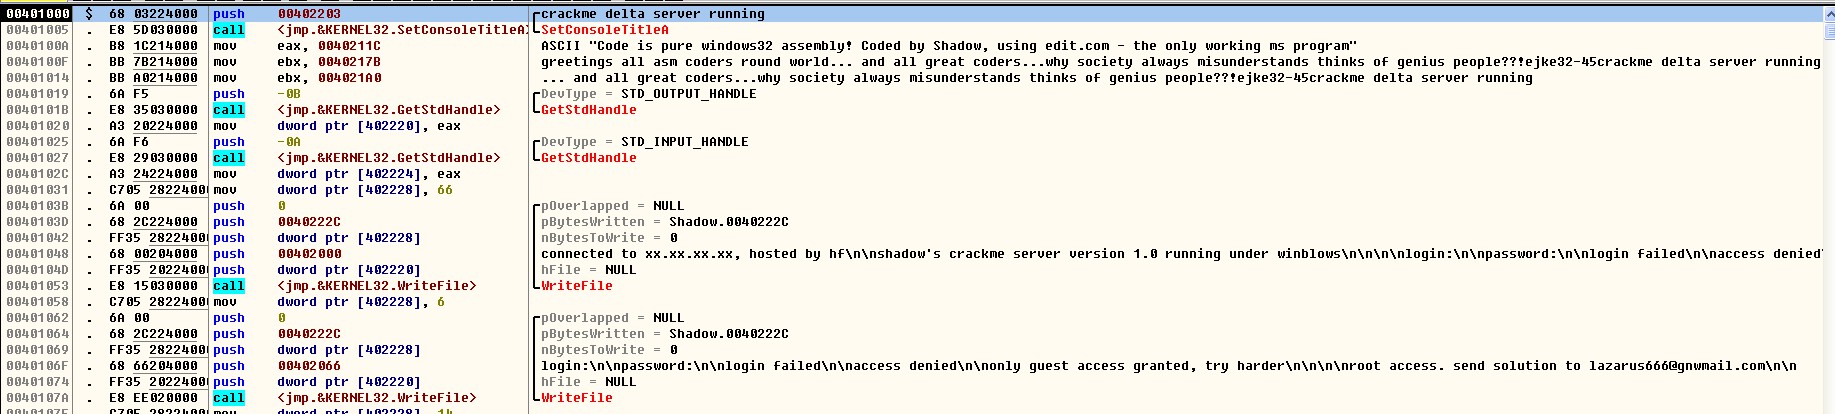 00401000 $ 68 03224000 push 00402203 crackme delta server running
00401005 . E8 5D030000 call <jmp.&KERNEL32.SetConsoleTitleA> SetConsoleTitleA
0040100A . B8 1C214000 mov eax, 0040211C ASCII "Code is pure windows32 assembly! Coded by Shadow, using edit.com - the only working ms program"
0040100F . BB 7B214000 mov ebx, 0040217B greetings all asm coders round world... and all great coders...why society always misunderstands thinks of genius people??!ejke32-45crackme delta server running
00401014 . BB A0214000 mov ebx, 004021A0 ... and all great coders...why society always misunderstands thinks of genius people??!ejke32-45crackme delta server running
00401019 . 6A F5 push -0B DevType = STD_OUTPUT_HANDLE
0040101B . E8 35030000 call <jmp.&KERNEL32.GetStdHandle> GetStdHandle
00401020 . A3 20224000 mov dword ptr [402220], eax
00401025 . 6A F6 push -0A DevType = STD_INPUT_HANDLE
00401027 . E8 29030000 call <jmp.&KERNEL32.GetStdHandle> GetStdHandle
0040102C . A3 24224000 mov dword ptr [402224], eax
00401031 . C705 2822400 mov dword ptr [402228], 66
0040103B . 6A 00 push 0 pOverlapped = NULL
0040103D . 68 2C224000 push 0040222C pBytesWritten = Shadow.0040222C
00401042 . FF35 2822400 push dword ptr [402228] nBytesToWrite = 0
00401048 . 68 00204000 push 00402000 connected to xx.xx.xx.xx, hosted by hf\n\nshadow's crackme server version 1.0 running under winblows\n\n\n\nlogin:\n\npassword:\n\nlogin failed\n\naccess denied
0040104D . FF35 2022400 push dword ptr [402220] hFile = NULL
00401053 . E8 15030000 call <jmp.&KERNEL32.WriteFile> WriteFile
00401058 . C705 2822400 mov dword ptr [402228], 6
00401062 . 6A 00 push 0 pOverlapped = NULL
00401064 . 68 2C224000 push 0040222C pBytesWritten = Shadow.0040222C
00401069 . FF35 2822400 push dword ptr [402228] nBytesToWrite = 0
0040106F . 68 66204000 push 00402066 login:\n\npassword:\n\nlogin failed\n\naccess denied\n\nonly guest access granted, try harder\n\n\n\nroot access. send solution to lazarus666@gnwmail.com\n\n
00401074 . FF35 2022400 push dword ptr [402220] hFile = NULL
0040107A . E8 EE020000 call <jmp.&KERNEL32.WriteFile> WriteFile